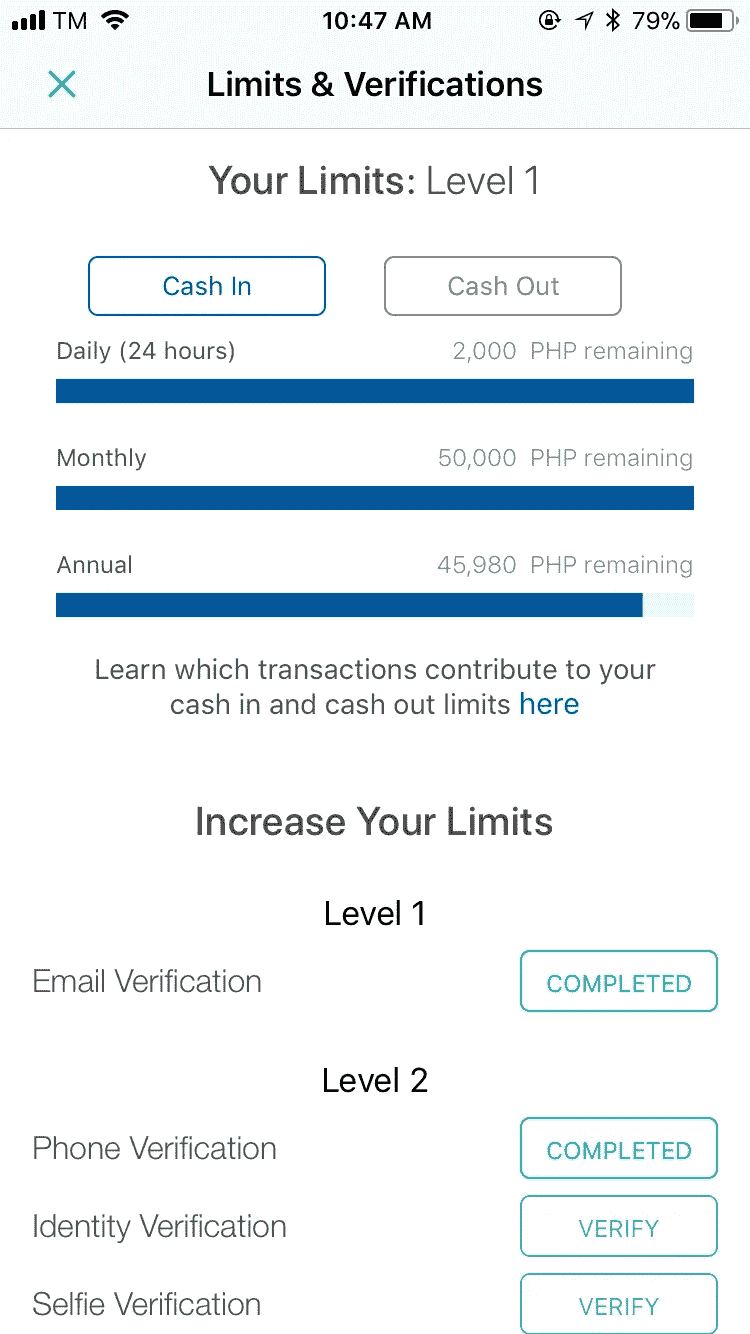 TM 10:47 AM 79%
Limits & Verifications
Your Limits: Level 1
Cash In Cash Out
Daily (24 hours) 2,000 PHP remaining
Monthly 50,000 PHP remaining
Annual 45,980 PHP remaining
Learn which transactions contribute to your
cash in and cash out limits here
Increase Your Limits
Level 1
Email Verification COMPLETED
Level 2
Phone Verification COMPLETED
Identity Verification VERIFY
Selfie Verification VERIFY